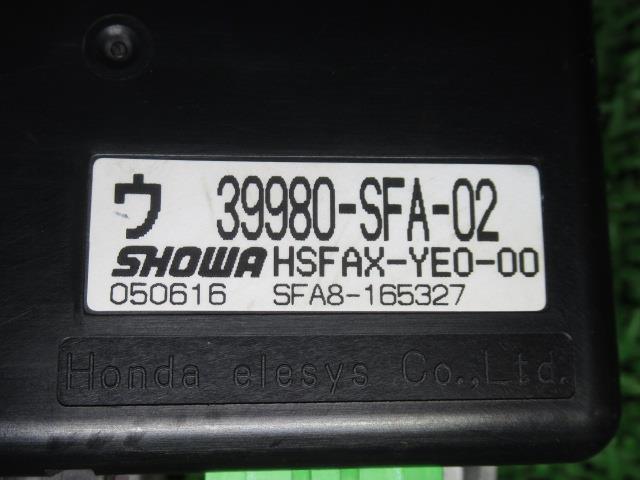 ウ 39980-SFA-02
SHOWA HSFAX-YE0-00
050616 SFA8-165327
Honda elesys Co.,Ltd.